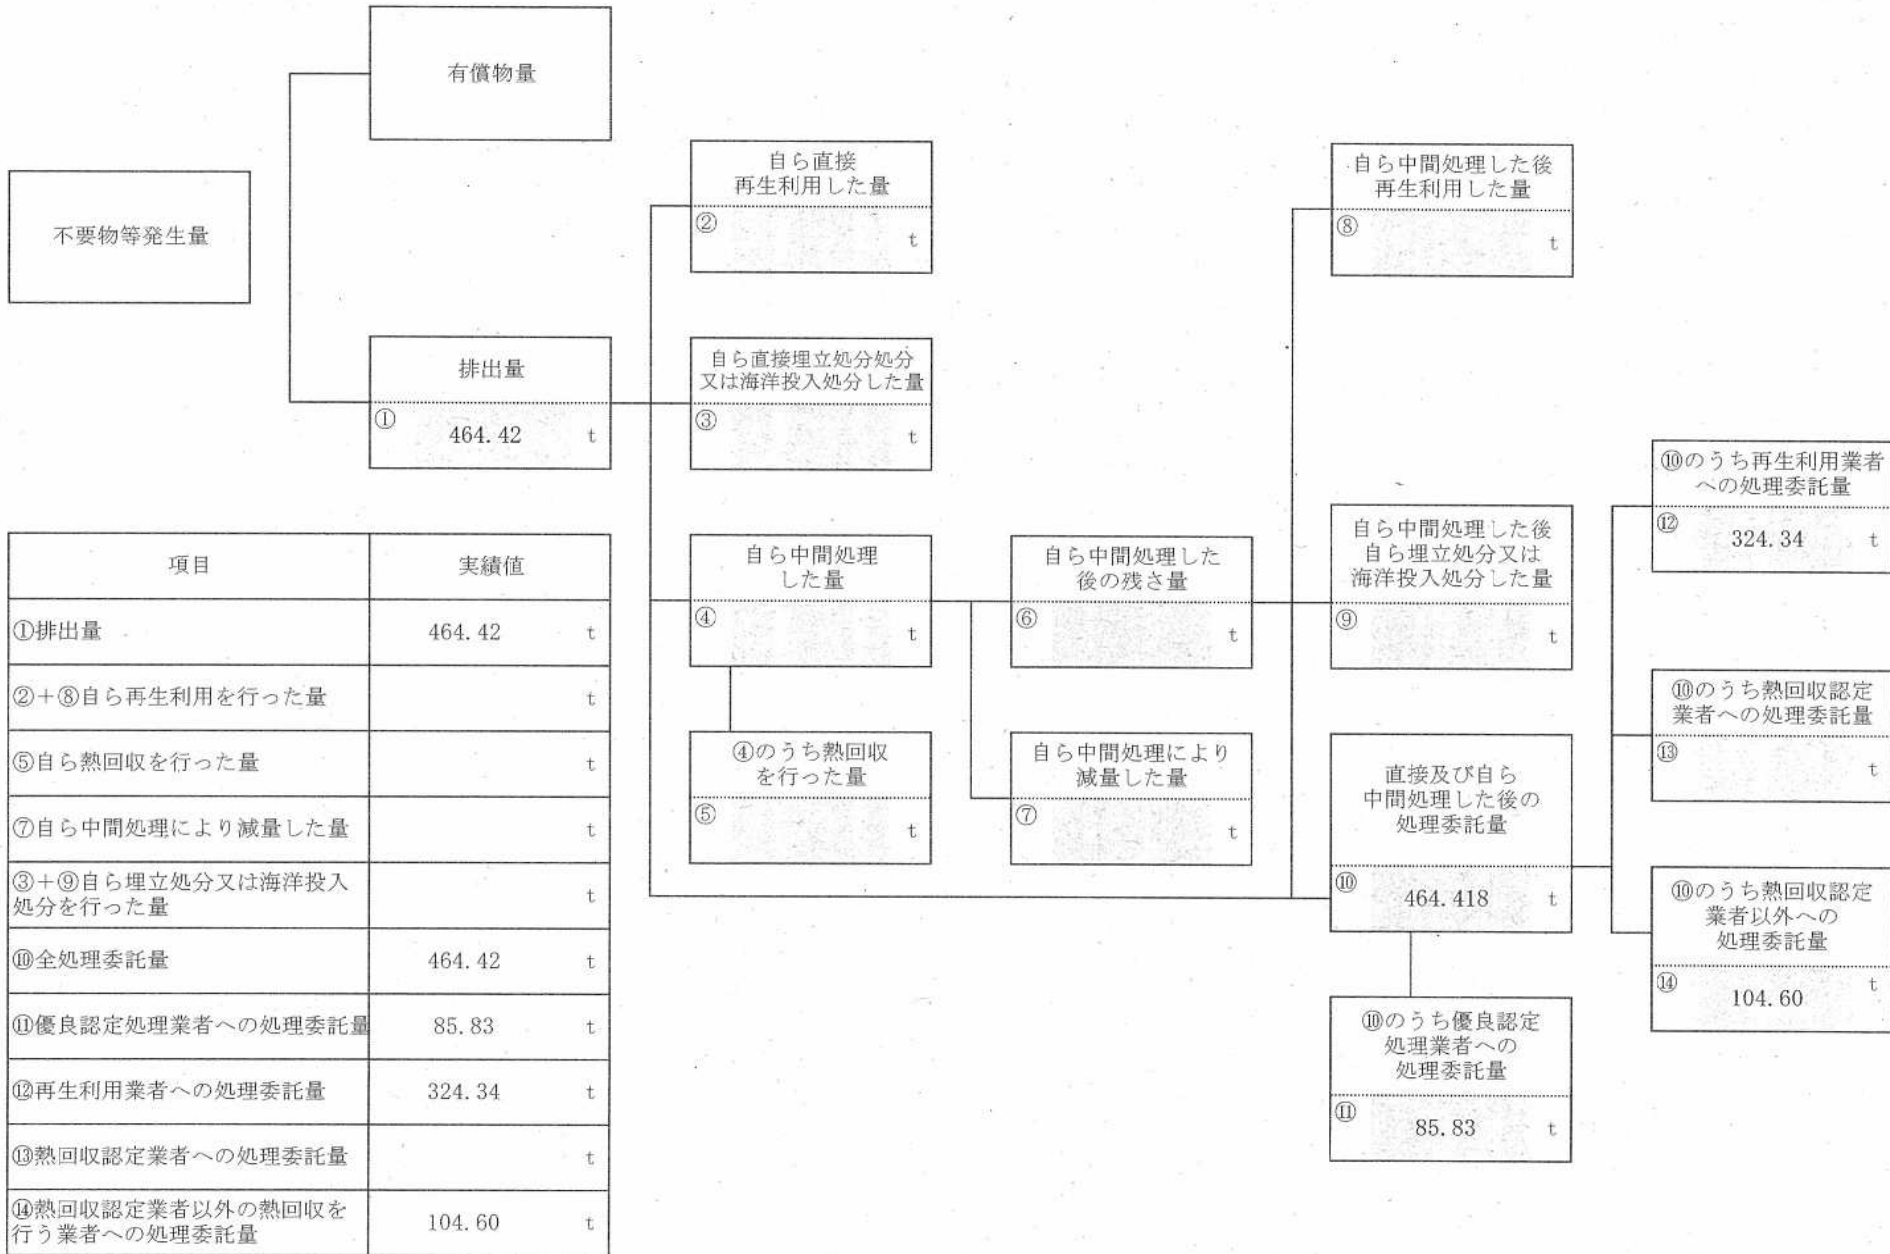 有償物量
不要物等発生量
排出量
① 464.42 t
自ら直接
再生利用した量
② t
自ら直接埋立処分処分
又は海洋投入処分した量
③ t
自ら中間処理
した量
④ t
④のうち熱回収
を行った量
⑤ t
自ら中間処理した
後の残さ量
⑥ t
自ら中間処理により
減量した量
⑦ t
自ら中間処理した後
再生利用した量
⑧ t
自ら中間処理した後
自ら埋立処分又は
海洋投入処分した量
⑨ t
直接及び自ら
中間処理した後の
処理委託量
⑩ 464.418 t
⑩のうち優良認定
処理業者への
処理委託量
⑪ 85.83 t
⑩のうち再生利用業者
への処理委託量
⑫ 324.34 t
⑩のうち熱回収認定
業者への処理委託量
⑬ t
⑩のうち熱回収認定
業者以外への
処理委託量
⑭ 104.60 t
項目 実績値
①排出量 464.42 t
②+⑧自ら再生利用を行った量 t
⑤自ら熱回収を行った量 t
⑦自ら中間処理により減量した量 t
③+⑨自ら埋立処分又は海洋投入
処分を行った量 t
⑩全処理委託量 464.42 t
⑪優良認定処理業者への処理委託量 85.83 t
⑫再生利用業者への処理委託量 324.34 t
⑬熱回収認定業者への処理委託量 t
⑭熱回収認定業者以外の熱回収を
行う業者への処理委託量 104.60 t